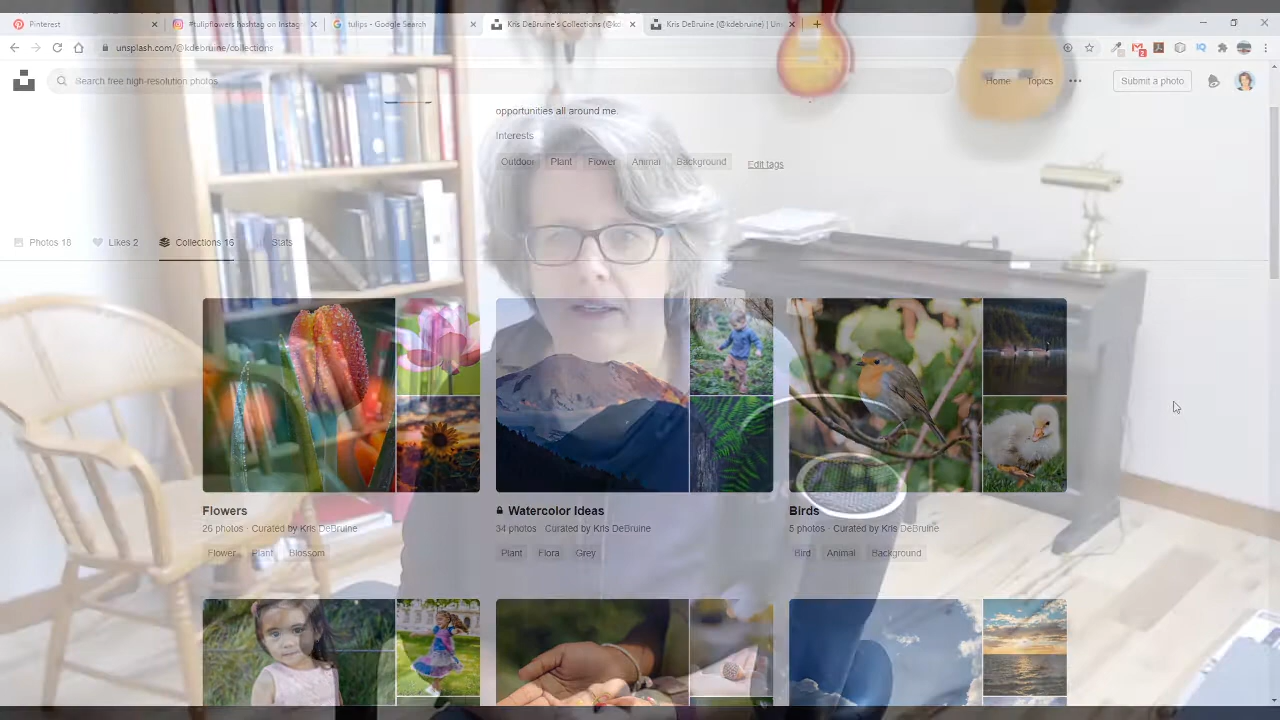 Pinterest
#tulipflowers hashtag on Instag
tulips - Google Search
Kris DeBruine's Collections (@kd
Kris DeBruine (@kdebruine) | Un
unsplash.com/@kdebruine/collections
Search free high-resolution photos
Home
Topics
Submit a photo
opportunities all around me.
Interests
Outdoor
Plant
Flower
Animal
Background
Edit tags
Photos 18
Likes 2
Collections 16
Stats
Flowers
26 photos · Curated by Kris DeBruine
Flower
Plant
Blossom
Watercolor Ideas
34 photos · Curated by Kris DeBruine
Plant
Flora
Grey
Birds
5 photos · Curated by Kris DeBruine
Bird
Animal
Background